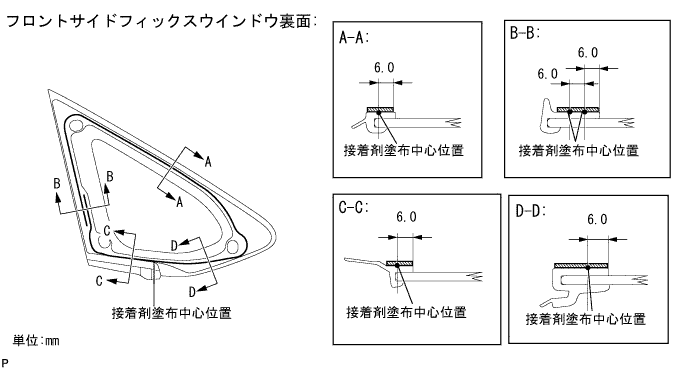 フロントサイドフィックスウインドウ裏面:
A-A:
6.0
接着剤塗布中心位置
B-B:
6.0
6.0
接着剤塗布中心位置
A
A
B
B
C
C
D
D
接着剤塗布中心位置
C-C:
6.0
接着剤塗布中心位置
D-D:
6.0
接着剤塗布中心位置
単位:mm
P